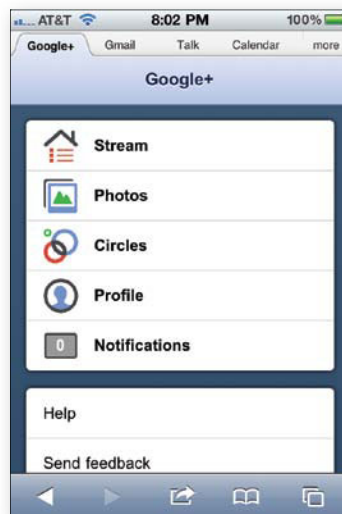 AT&T 8:02 PM 100%
Google+ Gmail Talk Calendar more
Google+
Stream
Photos
Circles
Profile
0 Notifications
Help
Send feedback